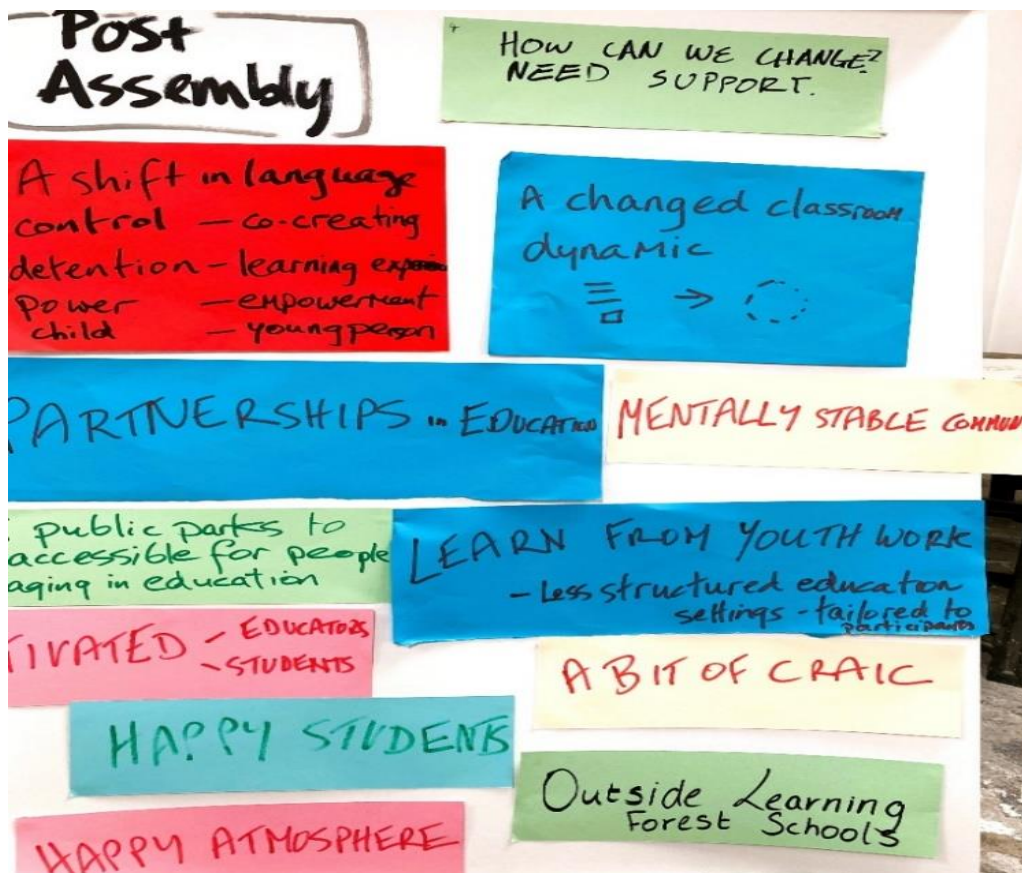 Post
Assembly
HOW CAN WE CHANGE?
NEED SUPPORT.
A shift in language
control - co-creating
detention - learning
power - empowerment
child - young person
A changed classroom
dynamic
PARTNERSHIPS in EDUCATION
MENTALLY STABLE COMMUN
public parks to
accessible for people
aging in education
LEARN FROM YOUTH WORK
- Less structured education
settings - tailored to
participants
TIVATED - EDUCATORS
- STUDENTS
A BIT OF CRAIC
HAPPY STUDENTS
Outside Learning
Forest Schools
HAPPY ATMOSPHERE